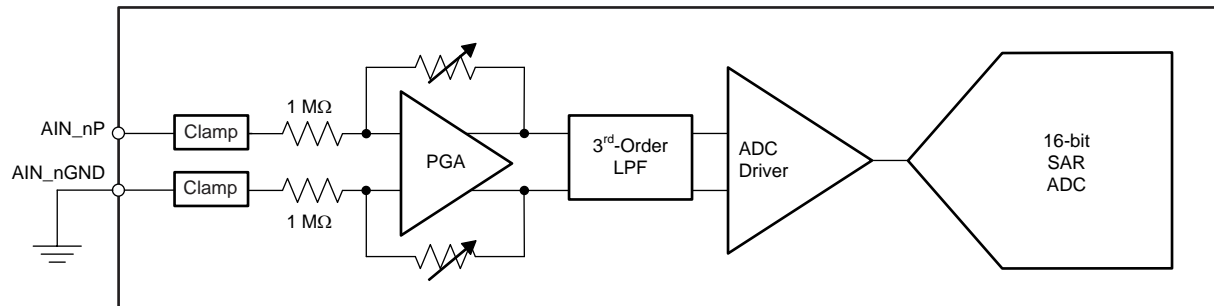 AIN_nP
AIN_nGND
Clamp
Clamp
1 MΩ
1 MΩ
PGA
3rd-Order
LPF
ADC
Driver
16-bit
SAR
ADC